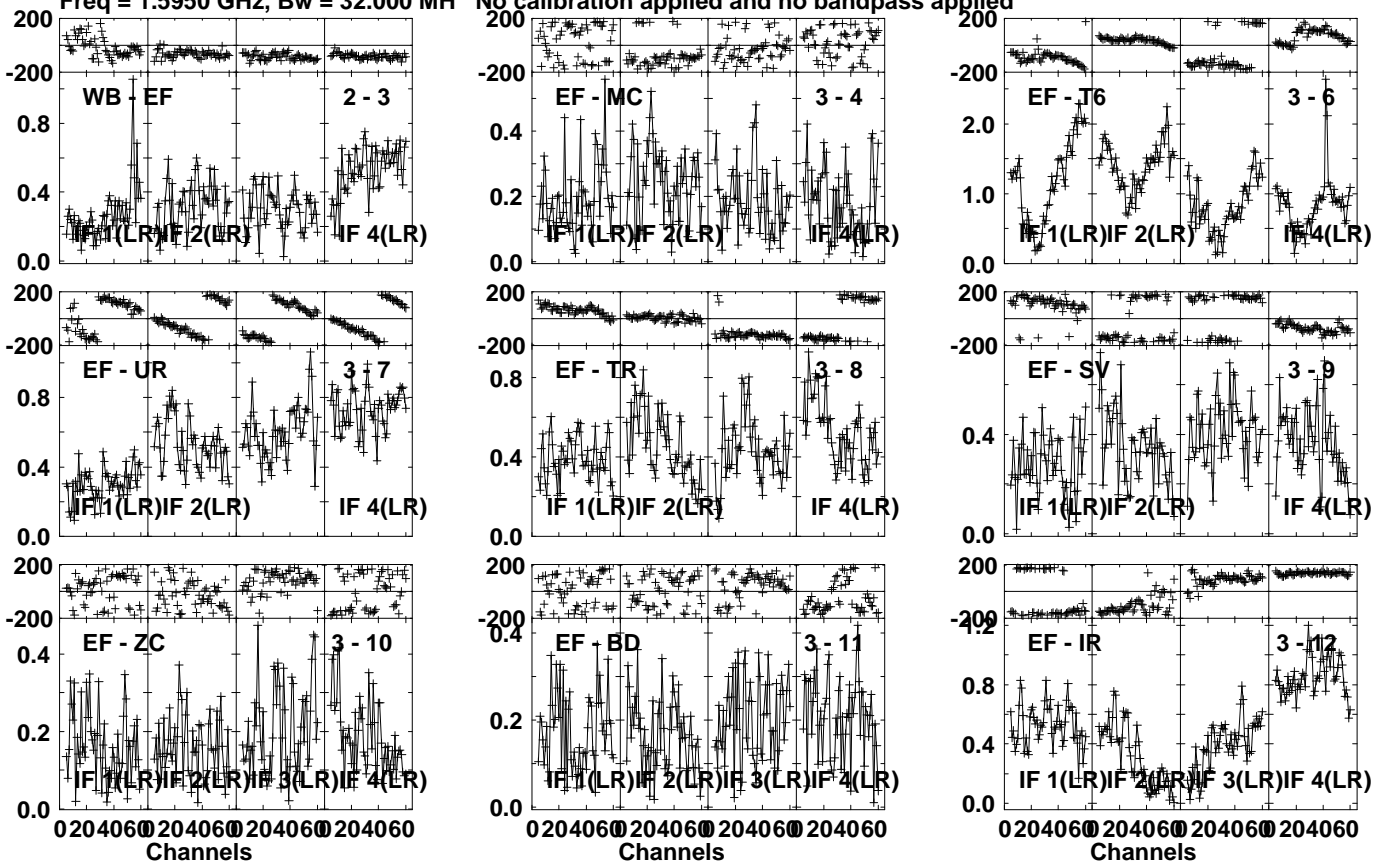 Freq = 1.5950 GHz, Bw = 32.000 MH No calibration applied and no bandpass applied
200
-200
WB - EF 2 - 3
0.8
0.4
0.0
IF 1(LR) IF 2(LR) IF 4(LR)
200
-200
EF - MC 3 - 4
0.4
0.2
0.0
IF 1(LR) IF 2(LR) IF 4(LR)
200
-200
EF - T6 3 - 6
2.0
1.0
0.0
IF 1(LR) IF 2(LR) IF 4(LR)
200
-200
EF - UR 3 - 7
0.8
0.4
0.0
IF 1(LR) IF 2(LR) IF 4(LR)
200
-200
EF - TR 3 - 8
0.8
0.4
0.0
IF 1(LR) IF 2(LR) IF 4(LR)
200
-200
EF - SV 3 - 9
0.4
0.0
IF 1(LR) IF 2(LR) IF 4(LR)
200
-200
EF - ZC 3 - 10
0.4
0.2
0.0
IF 1(LR) IF 2(LR) IF 3(LR) IF 4(LR)
0 20 40 60 0 20 40 60 0 20 40 60 0 20 40 60
Channels
200
-200
EF - BD 3 - 11
0.4
0.2
0.0
IF 1(LR) IF 2(LR) IF 3(LR) IF 4(LR)
0 20 40 60 0 20 40 60 0 20 40 60 0 20 40 60
Channels
200
-200
EF - IR 3 - 12
1.2
0.8
0.4
0.0
IF 1(LR) IF 2(LR) IF 3(LR) IF 4(LR)
0 20 40 60 0 20 40 60 0 20 40 60 0 20 40 60
Channels